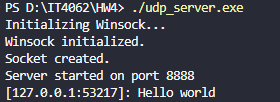 PS D:\IT4062\HW4> ./udp_server.exe
Initializing Winsock...
Winsock initialized.
Socket created.
Server started on port 8888
[127.0.0.1:53217]: Hello world